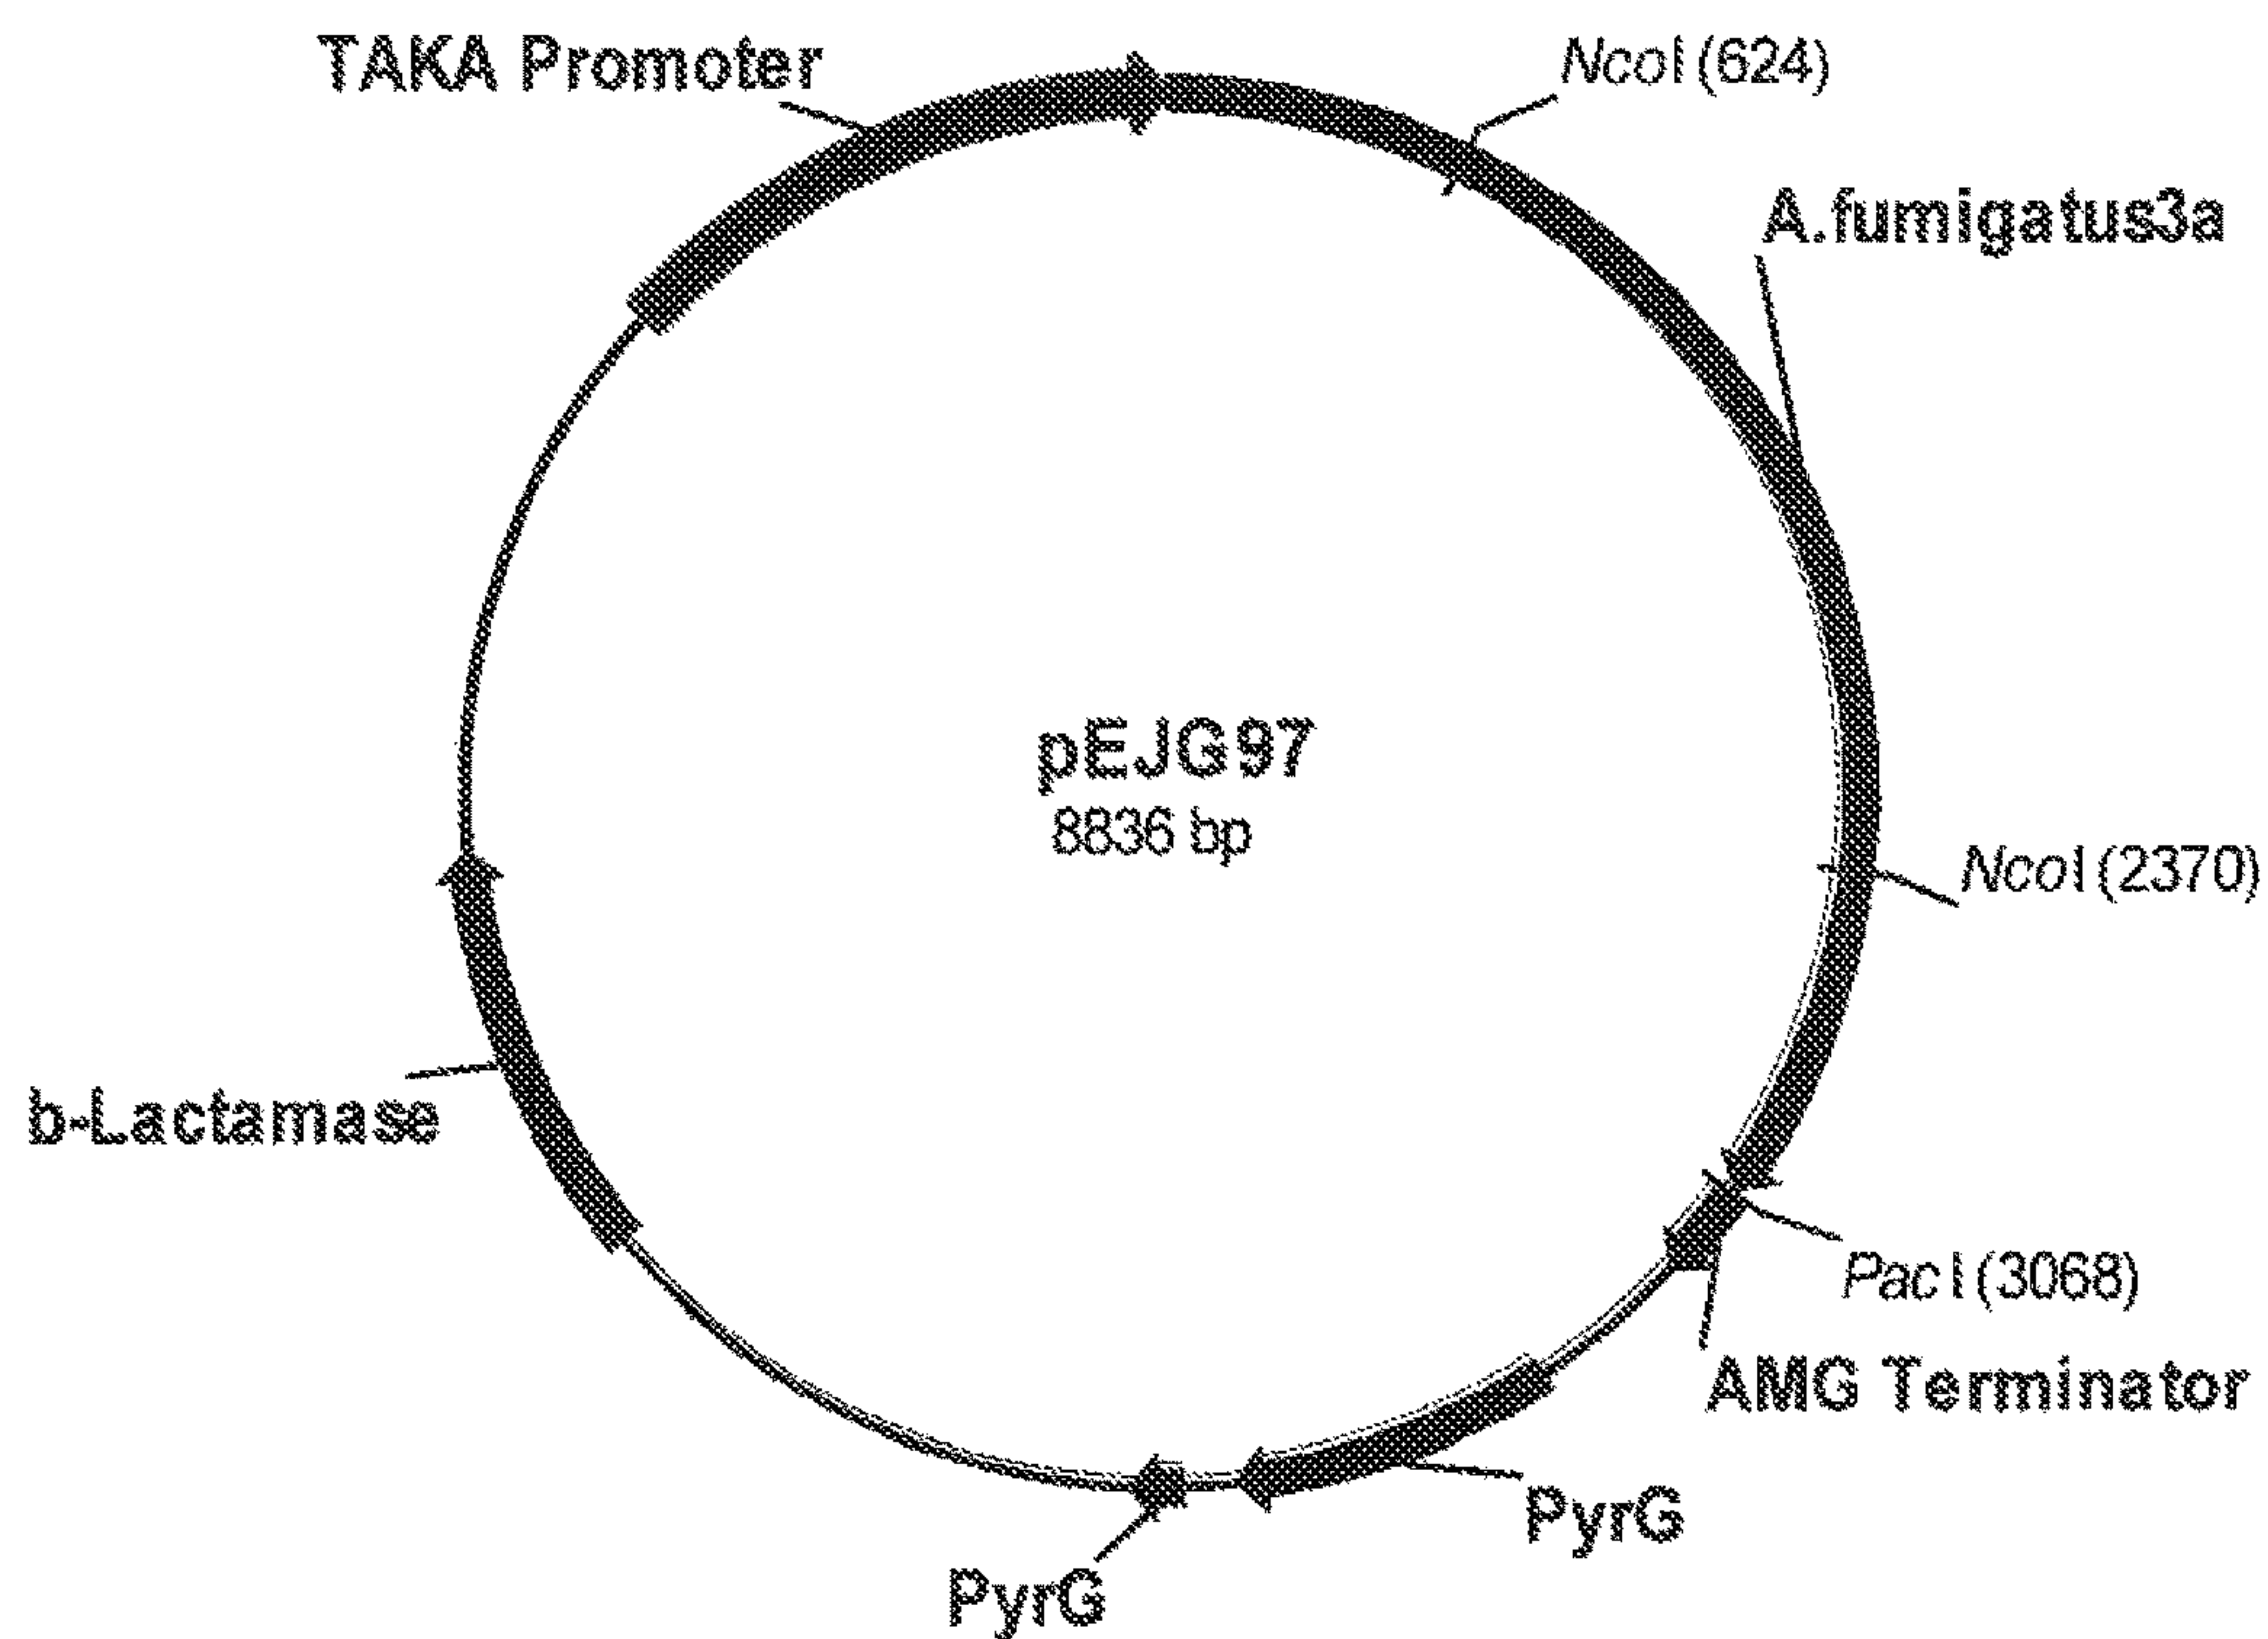 TAKA Promoter
NcoI (624)
A.fumigatus3a
pEJG97
8836 bp
NcoI (2370)
b-Lactamase
PacI (3068)
AMG Terminator
PyrG
PyrG